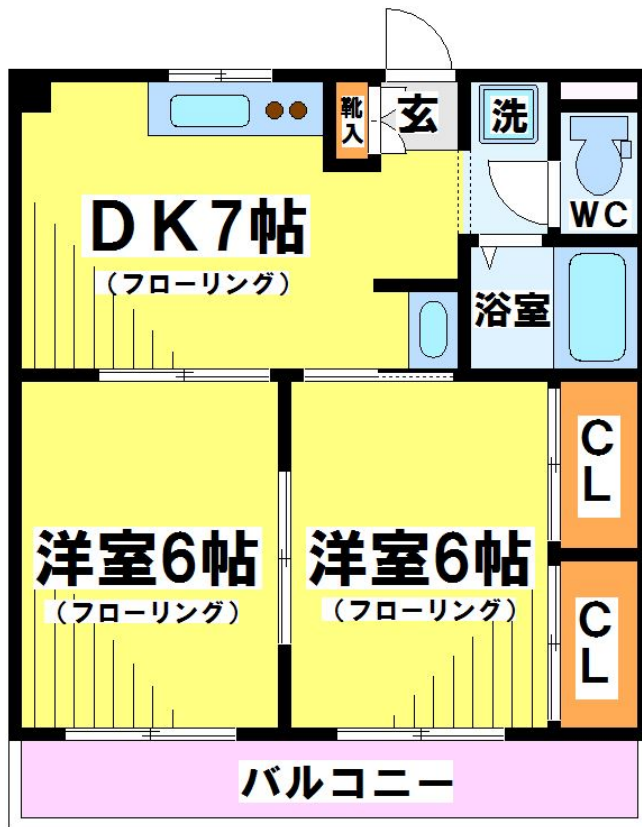 靴入
玄
洗
WC
DK7帖
(フローリング)
浴室
CL
洋室6帖
(フローリング)
洋室6帖
(フローリング)
CL
バルコニー